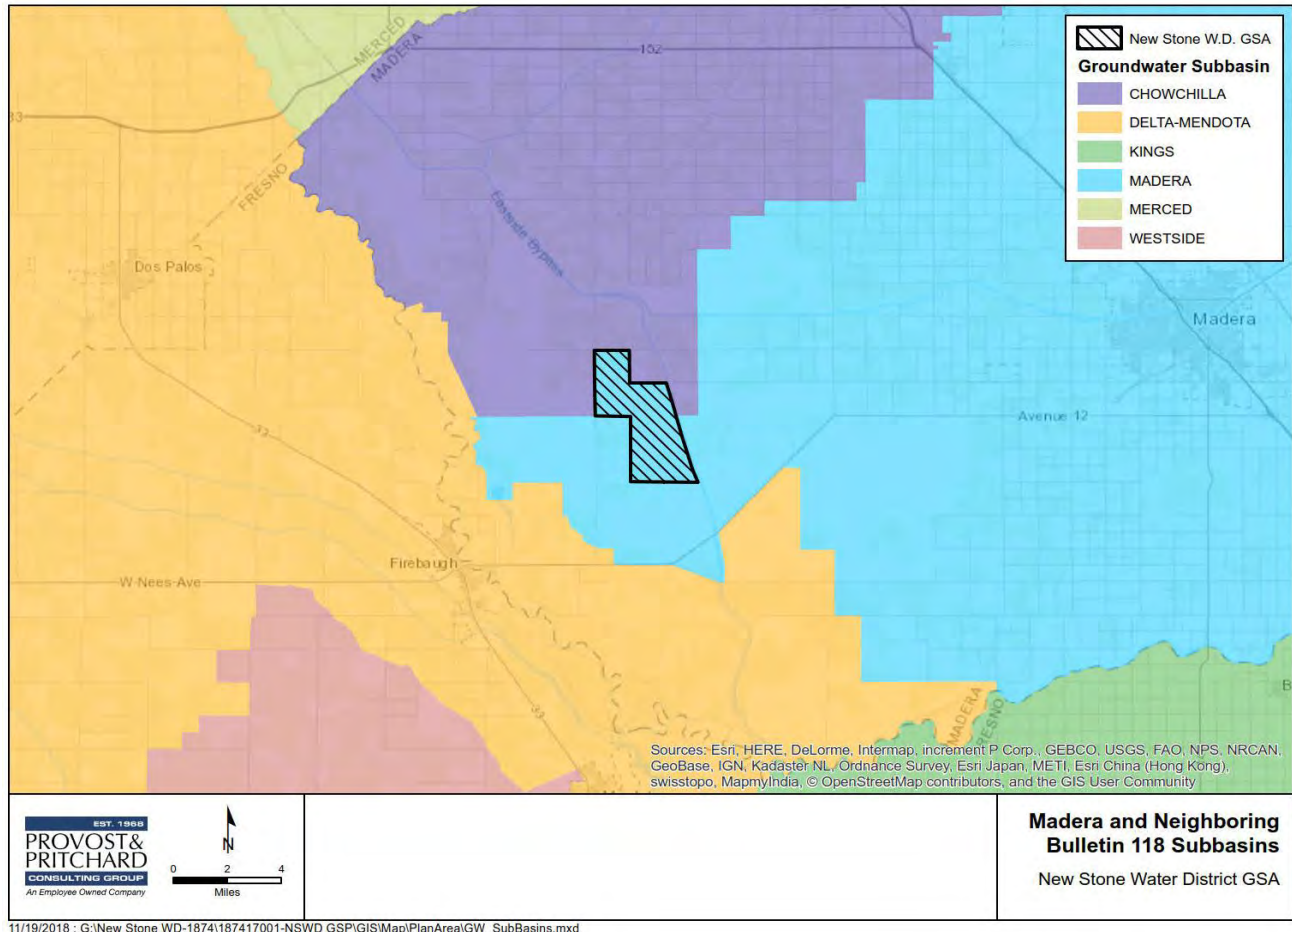 MERCED
MADERA
152
New Stone W.D. GSA
Groundwater Subbasin
CHOWCHILLA
DELTA-MENDOTA
KINGS
MADERA
MERCED
WESTSIDE
33
FRESNO
Eastside Bypass
Dos Palos
Madera
Avenue 12
33
Firebaugh
W Nees Ave
33
MADERA
FRESNO
B
Sources: Esri, HERE, DeLorme, Intermap, increment P Corp., GEBCO, USGS, FAO, NPS, NRCAN,
GeoBase, IGN, Kadaster NL, Ordnance Survey, Esri Japan, METI, Esri China (Hong Kong),
swisstopo, MapmyIndia, © OpenStreetMap contributors, and the GIS User Community
EST. 1968
PROVOST&
PRITCHARD
CONSULTING GROUP
An Employee Owned Company
N
0 2 4
Miles
Madera and Neighboring
Bulletin 118 Subbasins
New Stone Water District GSA
11/19/2018 : G:\New Stone WD-1874\187417001-NSWD GSP\GIS\Map\PlanArea\GW_SubBasins.mxd